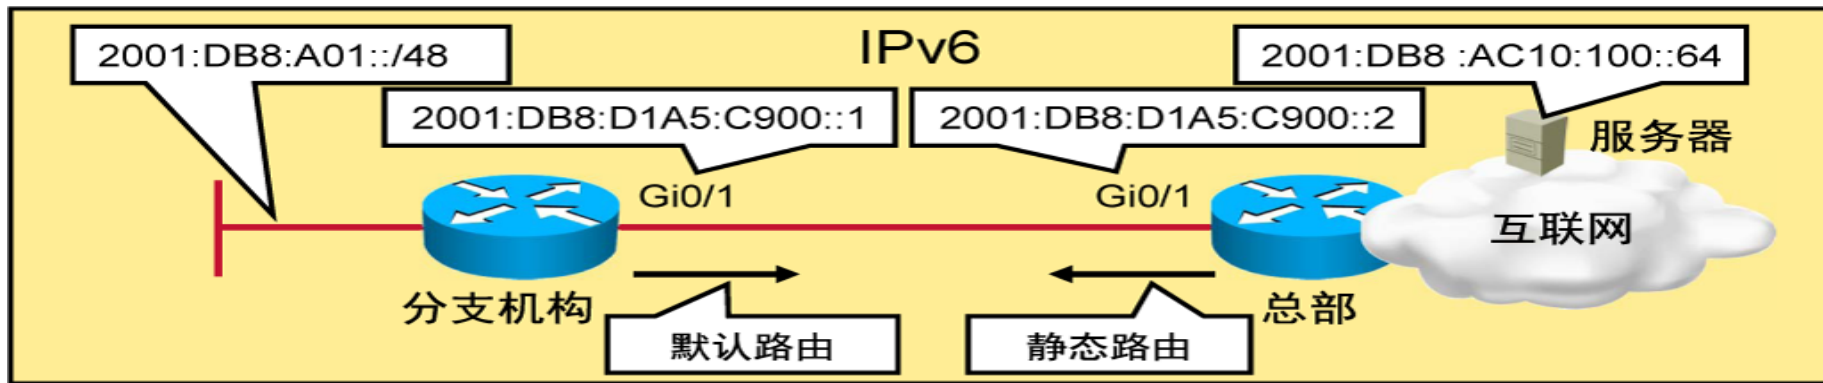 IPv6
2001:DB8:A01::/48
2001:DB8 :AC10:100::64
2001:DB8:D1A5:C900::1
2001:DB8:D1A5:C900::2
服务器
Gi0/1
Gi0/1
互联网
分支机构
总部
默认路由
静态路由